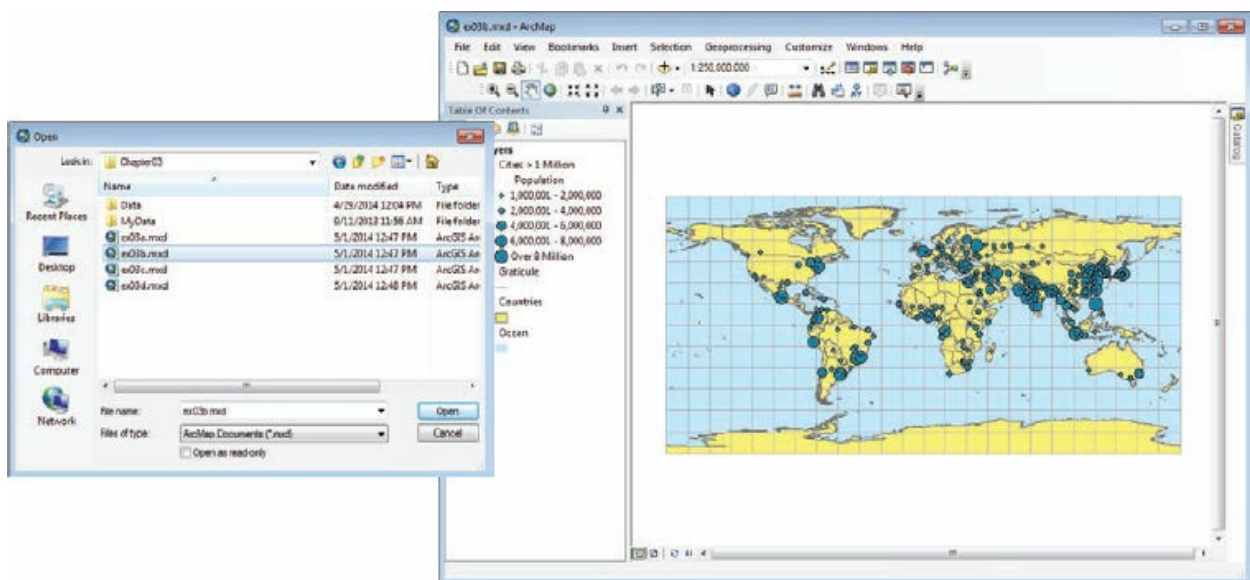 ex03b.mxd - ArcMap
File Edit View Bookmarks Insert Selection Geoprocessing Customize Windows Help
1:250,000,000
Table Of Contents
Catalog
yers
Cities > 1 Million
Population
1,000,001 - 2,000,000
2,000,001 - 4,000,000
4,000,001 - 6,000,000
6,000,001 - 8,000,000
Over 8 Million
Graticule
Countries
Ocean
Open
Look in: Chapter03
Name Date modified Type
Data 4/29/2014 12:04 PM File folder
MyData 11:56 AM File folder
ex03a.mxd 5/1/2014 12:47 PM ArcGIS Ar
ex03b.mxd 5/1/2014 12:47 PM ArcGIS Ar
ex03c.mxd 5/1/2014 12:47 PM ArcGIS Ar
ex03d.mxd 5/1/2014 12:48 PM ArcGIS Ar
Recent Places
Desktop
Libraries
Computer
Network
File name: ex03b.mxd Open
Files of type: ArcMap Documents (*.mxd) Cancel
Open as read-only